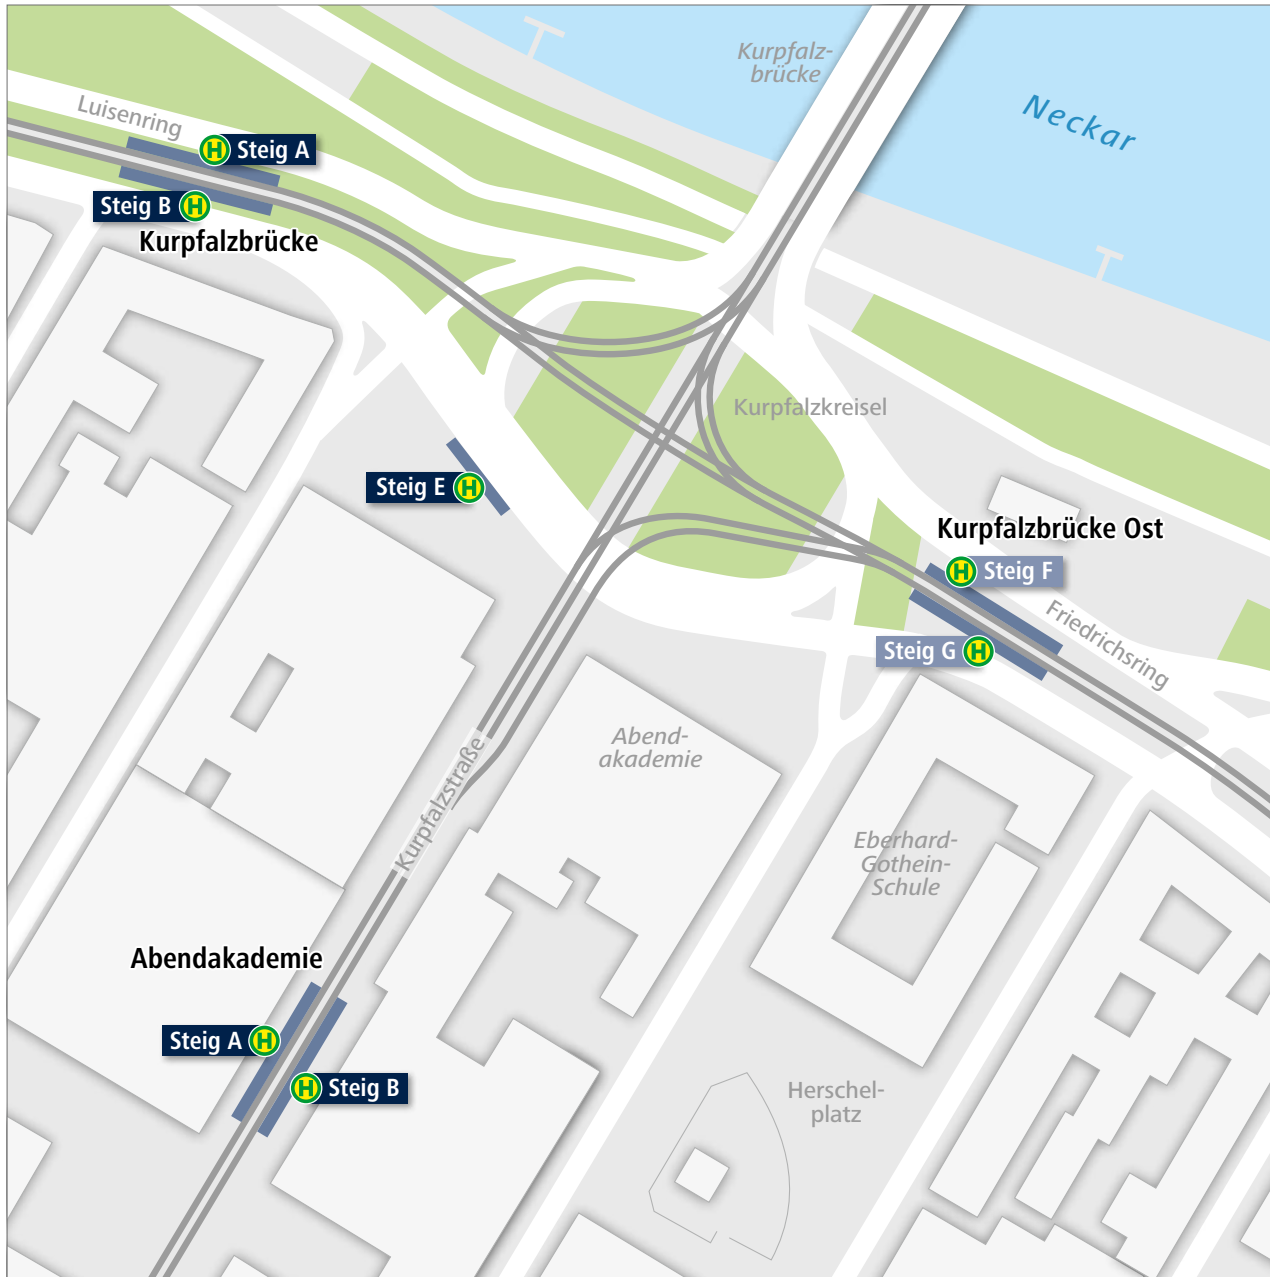 Kurpfalz-
brücke
Neckar
Luisenring
H Steig A
Steig B H
Kurpfalzbrücke
Kurpfalzkreisel
Steig E H
Kurpfalzbrücke Ost
H Steig F
Steig G H
Friedrichsring
Kurpfalzstraße
Abend-
akademie
Eberhard-
Gothein-
Schule
Abendakademie
Steig A H
H Steig B
Herschel-
platz